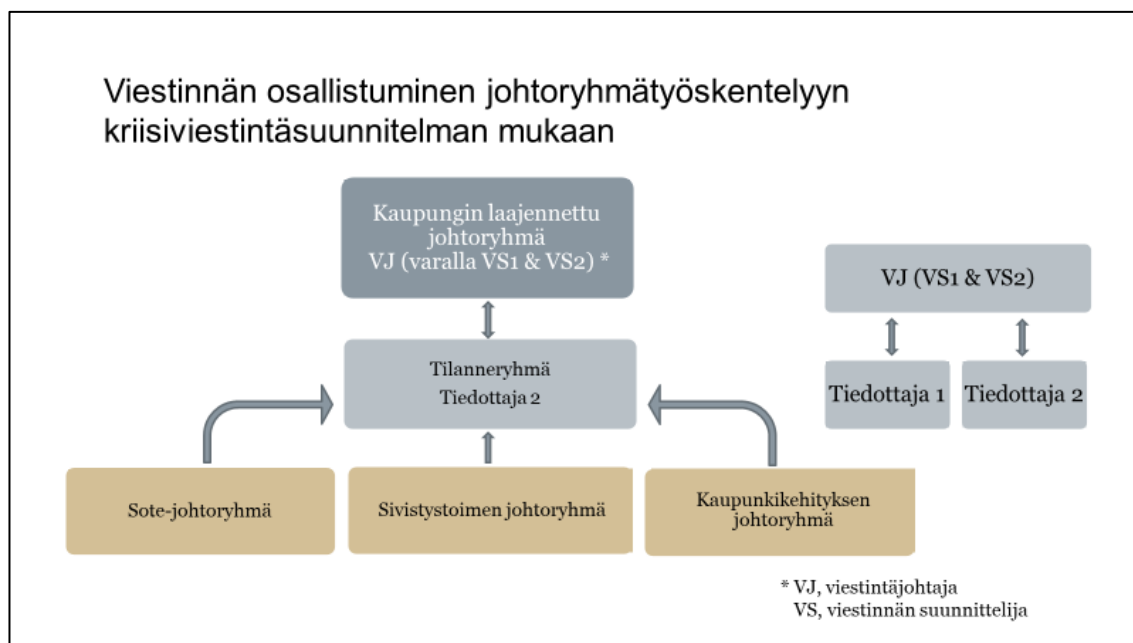 Viestinnän osallistuminen johtoryhmätyöskentelyyn
kriisiviestintäsuunnitelman mukaan
Kaupungin laajennettu
johtoryhmä
VJ (varalla VS1 & VS2) *
VJ (VS1 & VS2)
Tilanneryhmä
Tiedottaja 2
Tiedottaja 1
Tiedottaja 2
Sote-johtoryhmä
Sivistystoimen johtoryhmä
Kaupunkikehityksen
johtoryhmä
* VJ, viestintäjohtaja
VS, viestinnän suunnittelija